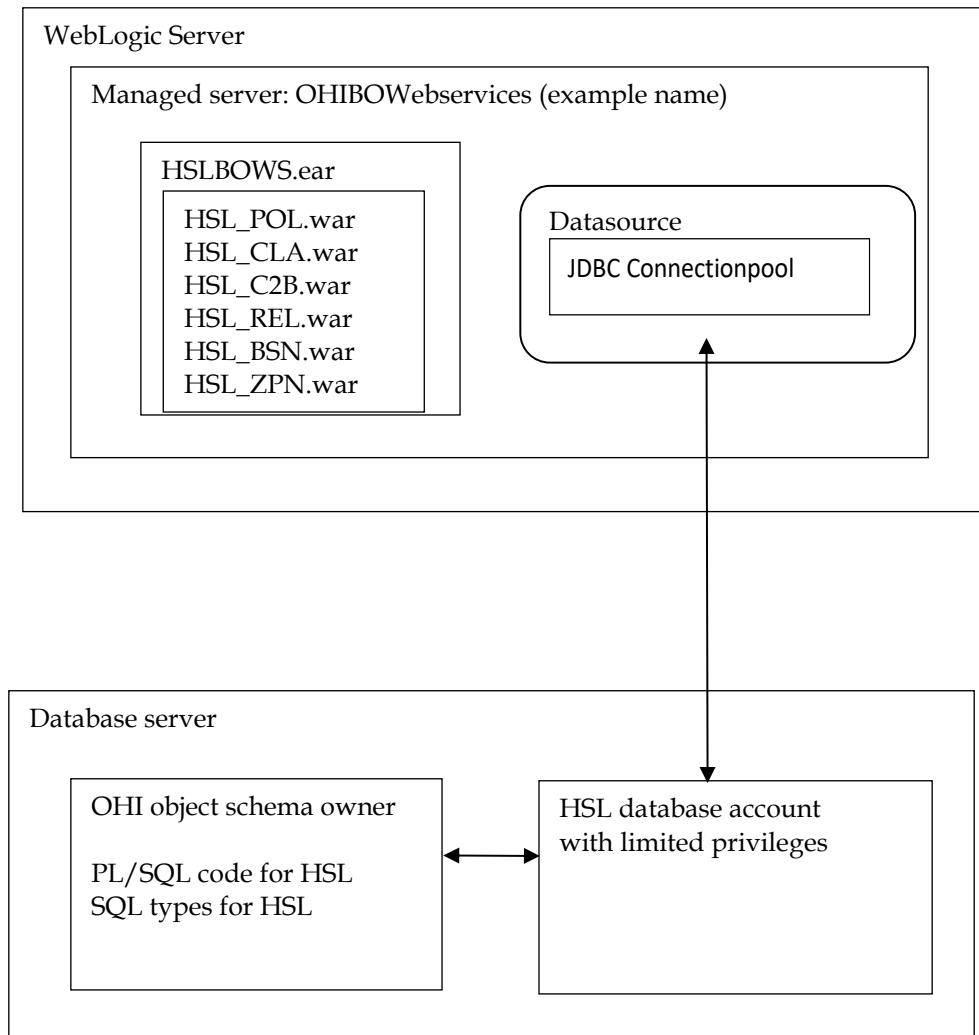 WebLogic Server
Managed server: OHIBOWebservices (example name)
HSLBOWS.ear
HSL_POL.war
HSL_CLA.war
HSL_C2B.war
HSL_REL.war
HSL_BSN.war
HSL_ZPN.war
Datasource
JDBC Connectionpool
Database server
OHI object schema owner
PL/SQL code for HSL
SQL types for HSL
HSL database account
with limited privileges